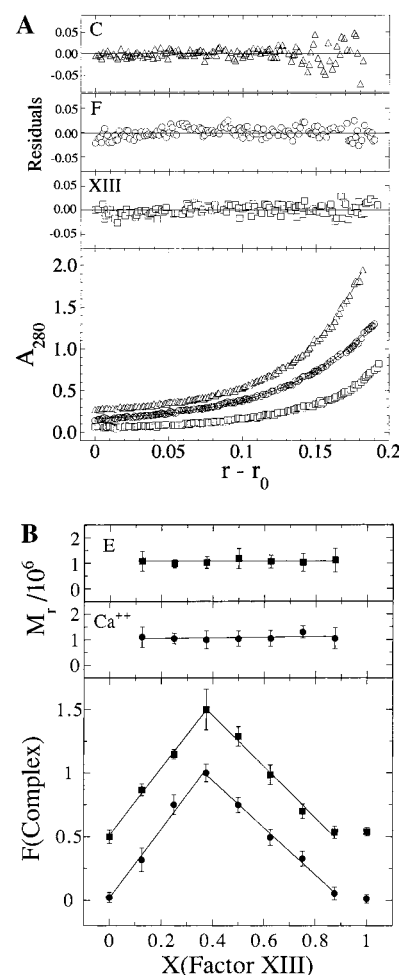 A
C
0.05
0.00
-0.05
F
0.05
0.00
-0.05
Residuals
XIII
0.05
0.00
-0.05
2.0
1.5
1.0
0.5
0.0
A280
0 0.05 0.1 0.15 0.2
r - r0
B
E
2
1
0
Mr/10^6
Ca++
2
1
0
1.5
1
0.5
0
F(Complex)
0 0.2 0.4 0.6 0.8 1
X(Factor XIII)